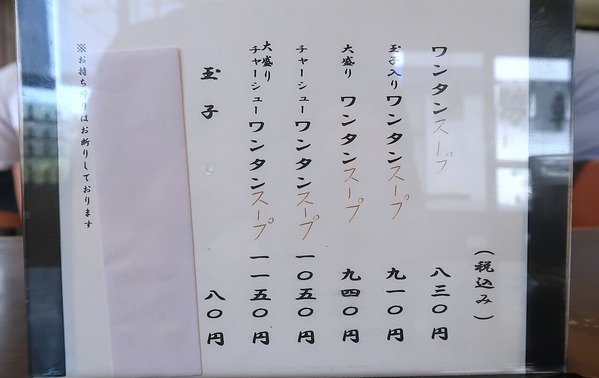 (税込み)
ワンタンスープ 八三〇円
玉子入りワンタンスープ 九一〇円
大盛り ワンタンスープ 九四〇円
チャーシューワンタンスープ 一〇五〇円
大盛り
チャーシューワンタンスープ 一一五〇円
玉子 八〇円
※お持ち帰りはお断りしております